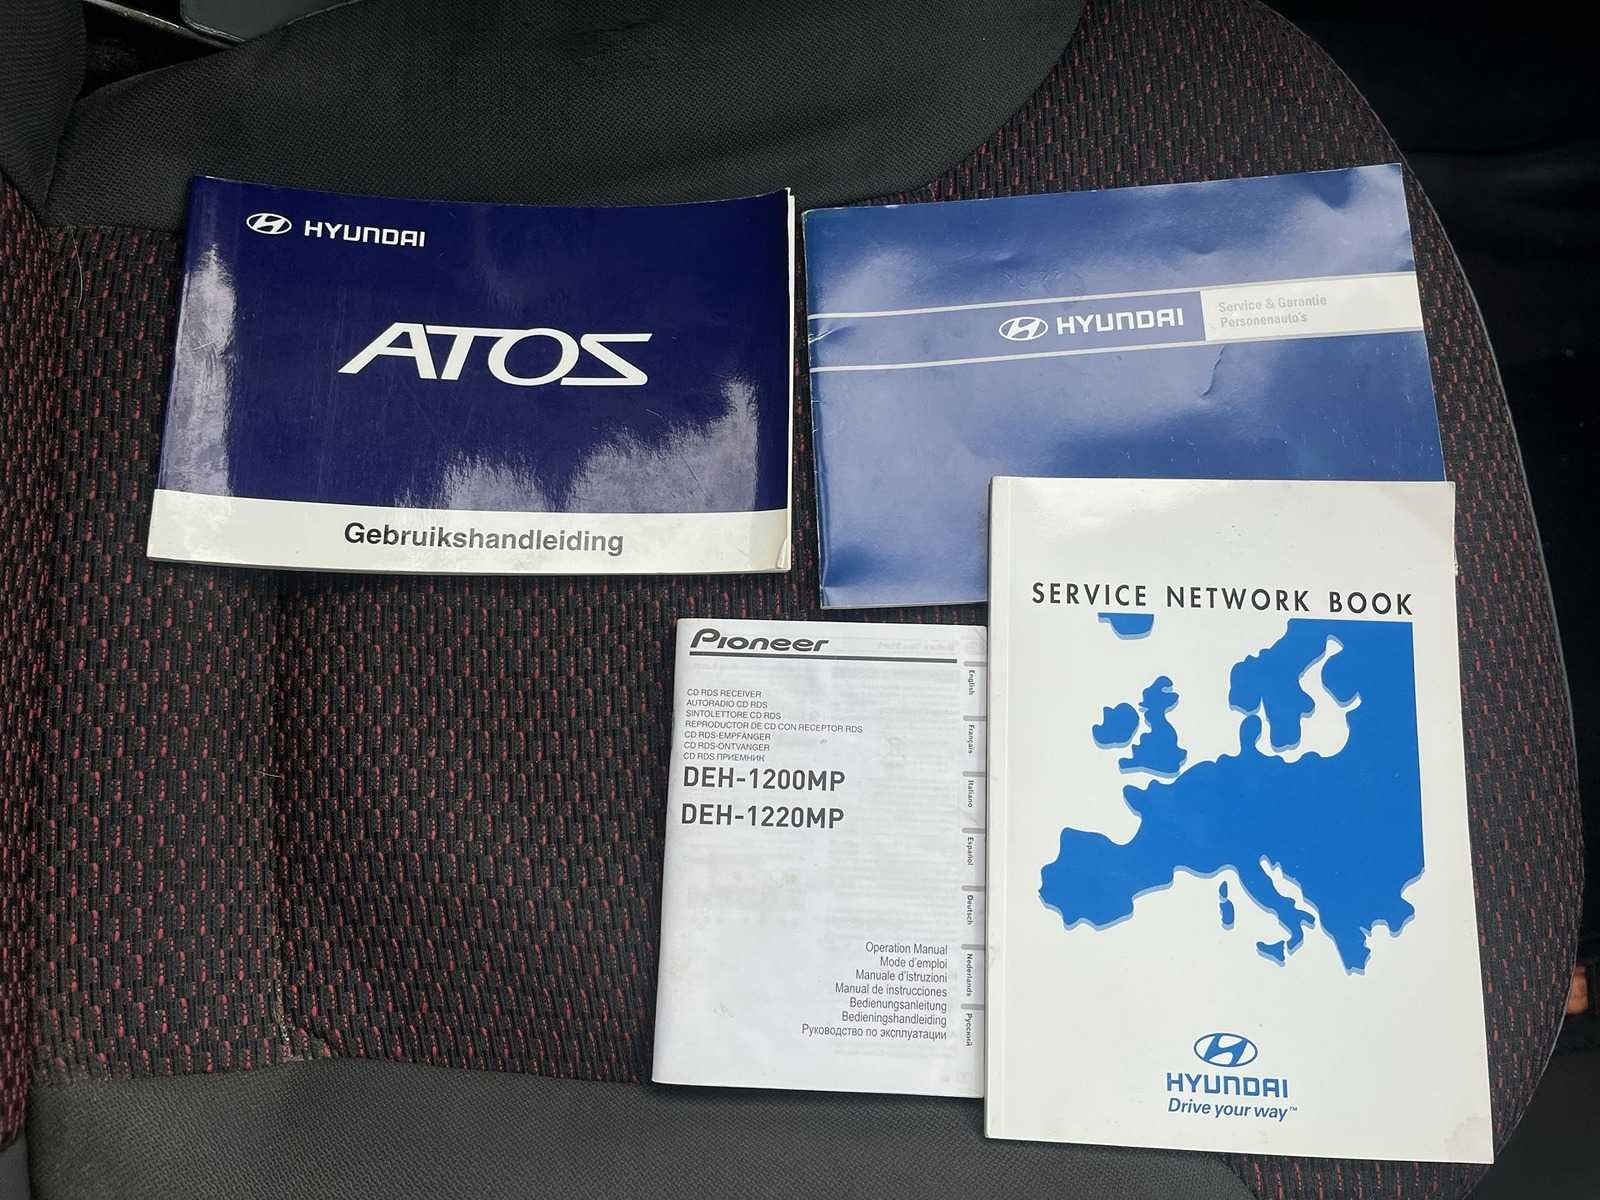 HYUNDAI
ATOS
Gebruikshandleiding
HYUNDAI
Service & Garantie
Personenauto's
Pioneer
CD RDS RECEIVER
AUTORADIO CD RDS
SINTOLETTORE CD RDS
REPRODUCTOR DE CD CON RECEPTOR RDS
CD RDS-EMPFÄNGER
CD RDS-ONTVANGER
CD RDS ПРИЕМНИК
DEH-1200MP
DEH-1220MP
Operation Manual
Mode d'emploi
Manuale d'istruzioni
Manual de instrucciones
Bedienungsanleitung
Bedieningshandleiding
Руководство по эксплуатации
English
Français
Italiano
Español
Deutsch
Nederlands
Русский
SERVICE NETWORK BOOK
HYUNDAI
Drive your way™